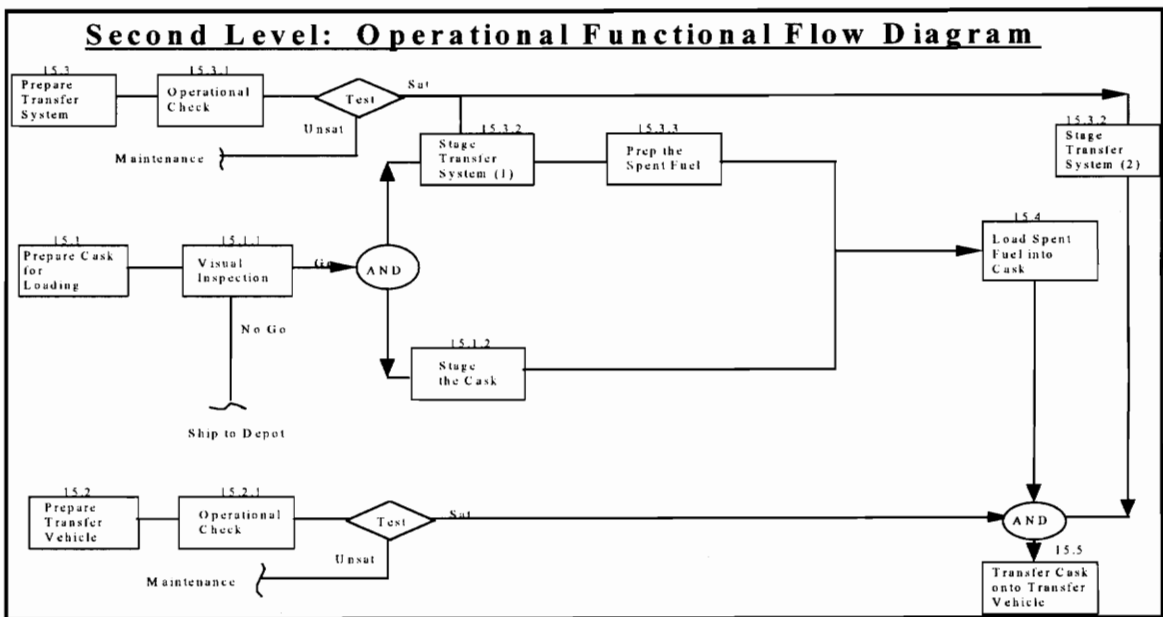 Second Level: Operational Functional Flow Diagram
15.3
Prepare
Transfer
System
15.3.1
Operational
Check
Test
Sat
Unsat
Maintenance
15.3.2
Stage
Transfer
System (1)
15.3.3
Prep the
Spent Fuel
15.3.2
Stage
Transfer
System (2)
15.1
Prepare Cask
for
Loading
15.1.1
Visual
Inspection
Go
AND
No Go
Ship to Depot
15.1.2
Stage
the Cask
15.4
Load Spent
Fuel into
Cask
15.2
Prepare
Transfer
Vehicle
15.2.1
Operational
Check
Test
Sat
Unsat
Maintenance
AND
15.5
Transfer Cask
onto Transfer
Vehicle